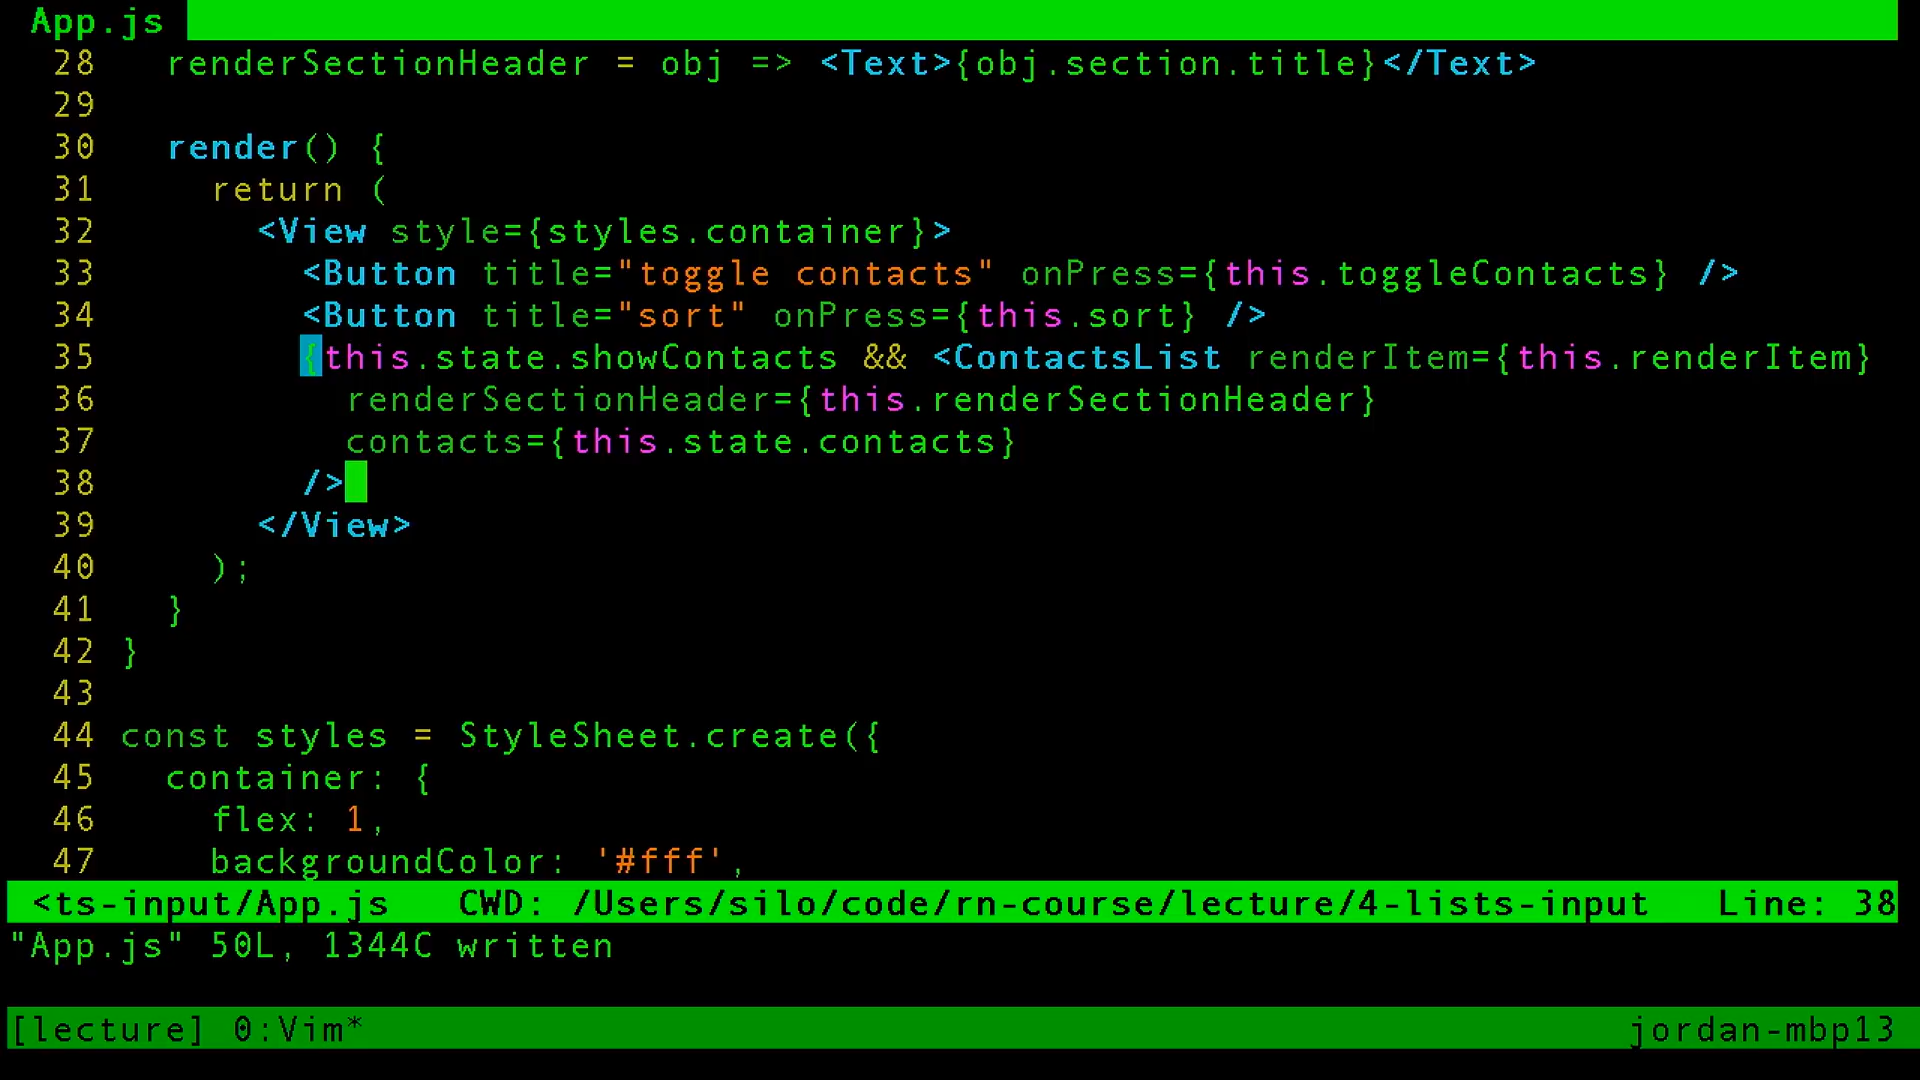 App.js
28 renderSectionHeader = obj => <Text>{obj.section.title}</Text>
29
30 render() {
31 return (
32 <View style={styles.container}>
33 <Button title="toggle contacts" onPress={this.toggleContacts} />
34 <Button title="sort" onPress={this.sort} />
35 {this.state.showContacts && <ContactsList renderItem={this.renderItem}
36 renderSectionHeader={this.renderSectionHeader}
37 contacts={this.state.contacts}
38 />
39 </View>
40 );
41 }
42 }
43
44 const styles = StyleSheet.create({
45 container: {
46 flex: 1,
47 backgroundColor: '#fff',
<ts-input/App.js CWD: /Users/silo/code/rn-course/lecture/4-lists-input Line: 38
"App.js" 50L, 1344C written
[lecture] 0:Vim* jordan-mbp13